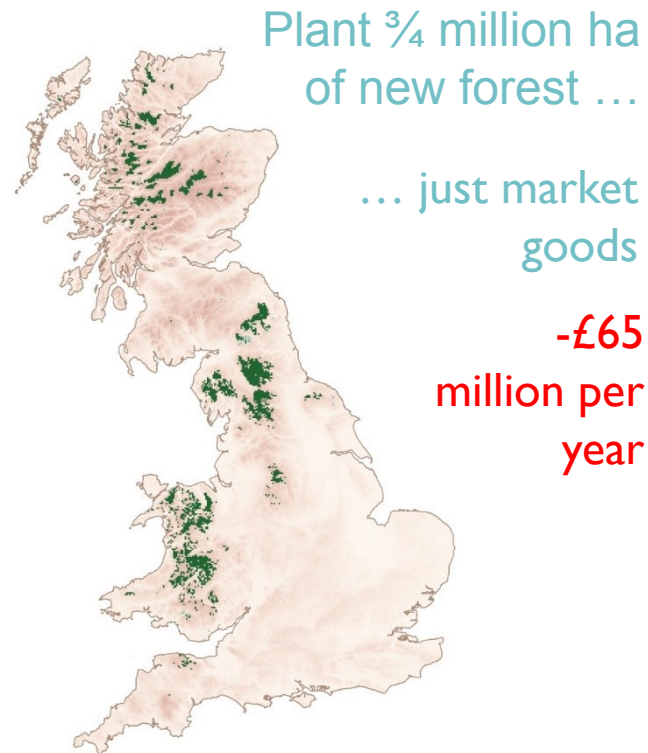 Plant ¾ million ha
of new forest …
… just market
goods
-£65
million per
year